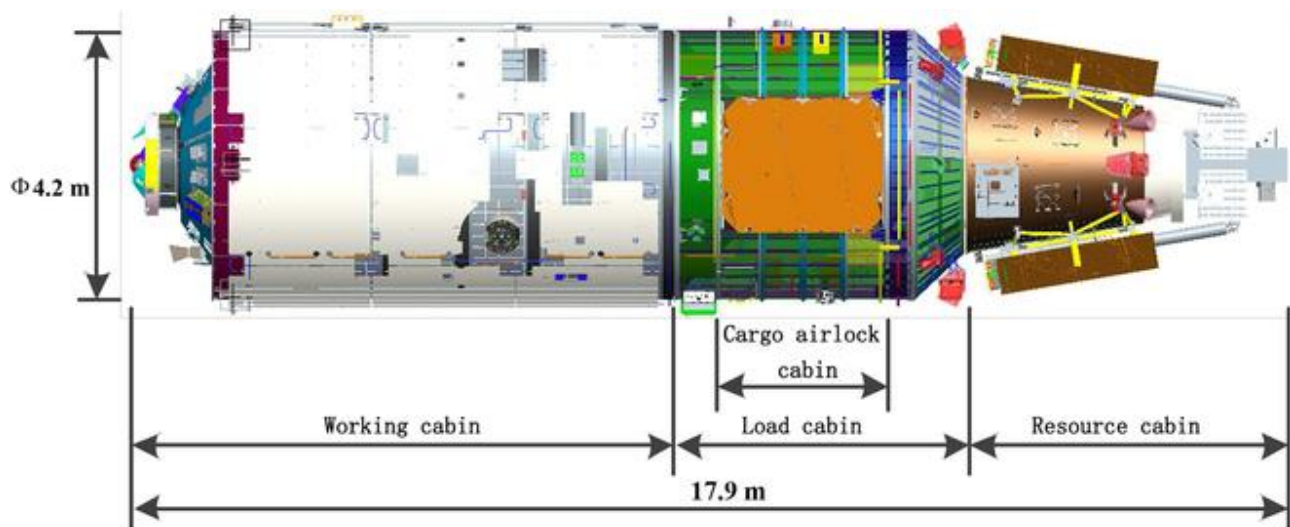 Φ4.2 m
Cargo airlock
cabin
Working cabin
Load cabin
Resource cabin
17.9 m